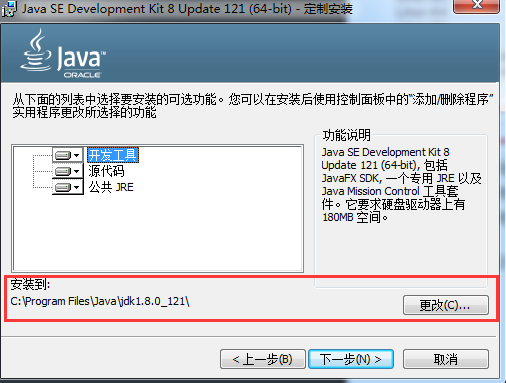 Java SE Development Kit 8 Update 121 (64-bit) - 定制安装
Java
ORACLE
从下面的列表中选择要安装的可选功能。您可以在安装后使用控制面板中的“添加/删除程序”
实用程序更改所选择的功能
开发工具
源代码
公共 JRE
功能说明
Java SE Development Kit 8
Update 121 (64-bit), 包括
JavaFX SDK, 一个专用 JRE 以及
Java Mission Control 工具套
件。它要求硬盘驱动器上有
180MB 空间。
安装到:
C:\Program Files\Java\jdk1.8.0_121\
更改(C)...
< 上一步(B)
下一步(N) >
取消